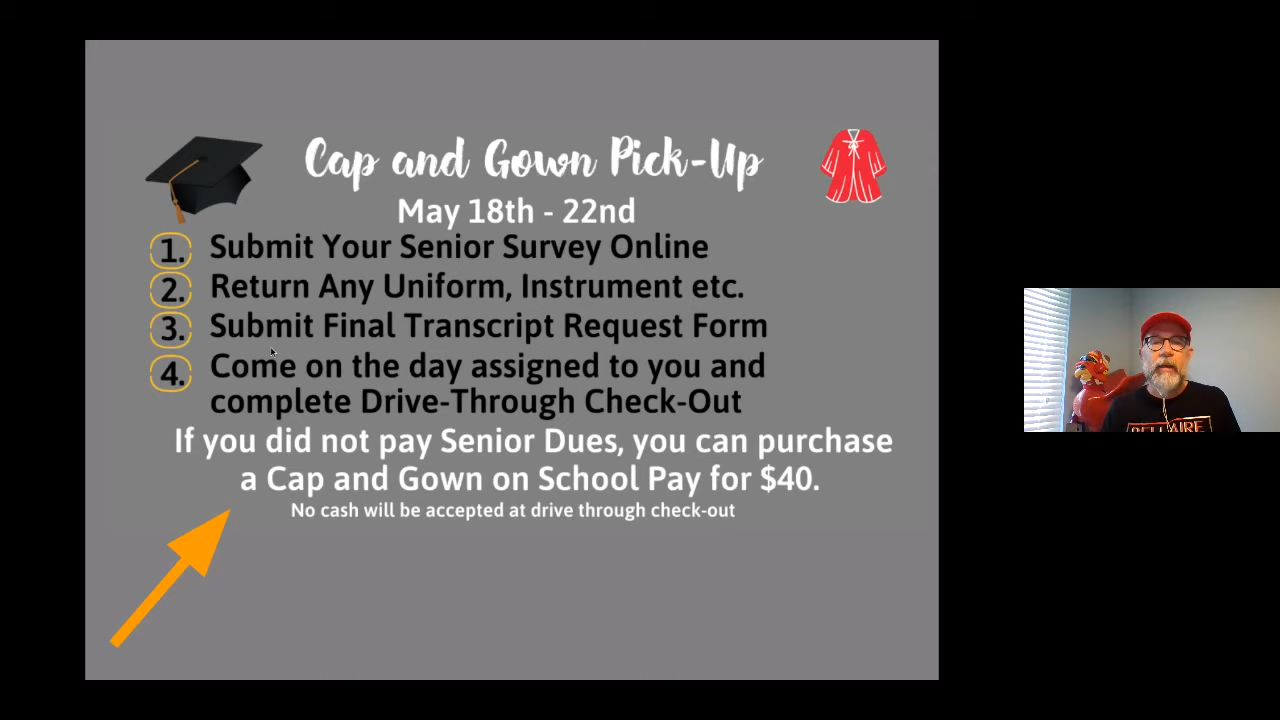 Cap and Gown Pick-Up
May 18th - 22nd
1. Submit Your Senior Survey Online
2. Return Any Uniform, Instrument etc.
3. Submit Final Transcript Request Form
4. Come on the day assigned to you and
complete Drive-Through Check-Out
If you did not pay Senior Dues, you can purchase
a Cap and Gown on School Pay for $40.
No cash will be accepted at drive through check-out
BELLAIRE